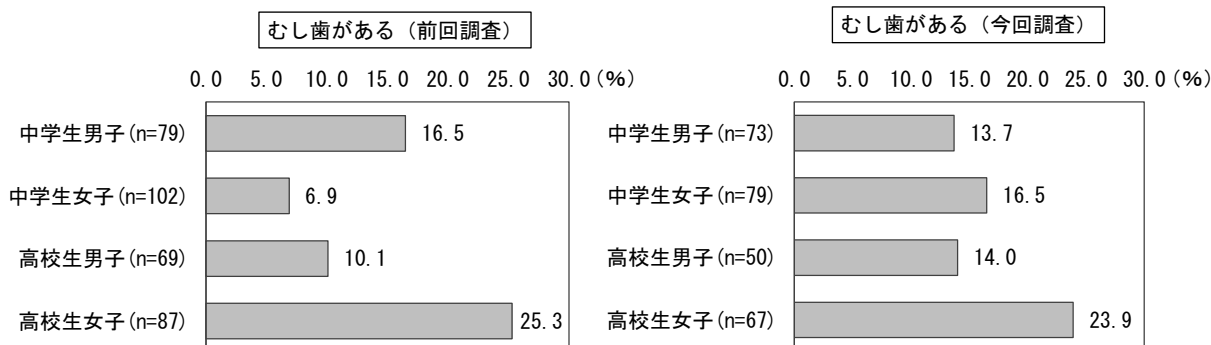 むし歯がある（前回調査）
0.0 5.0 10.0 15.0 20.0 25.0 30.0(%)
中学生男子(n=79) 16.5
中学生女子(n=102) 6.9
高校生男子(n=69) 10.1
高校生女子(n=87) 25.3
むし歯がある（今回調査）
0.0 5.0 10.0 15.0 20.0 25.0 30.0(%)
中学生男子(n=73) 13.7
中学生女子(n=79) 16.5
高校生男子(n=50) 14.0
高校生女子(n=67) 23.9